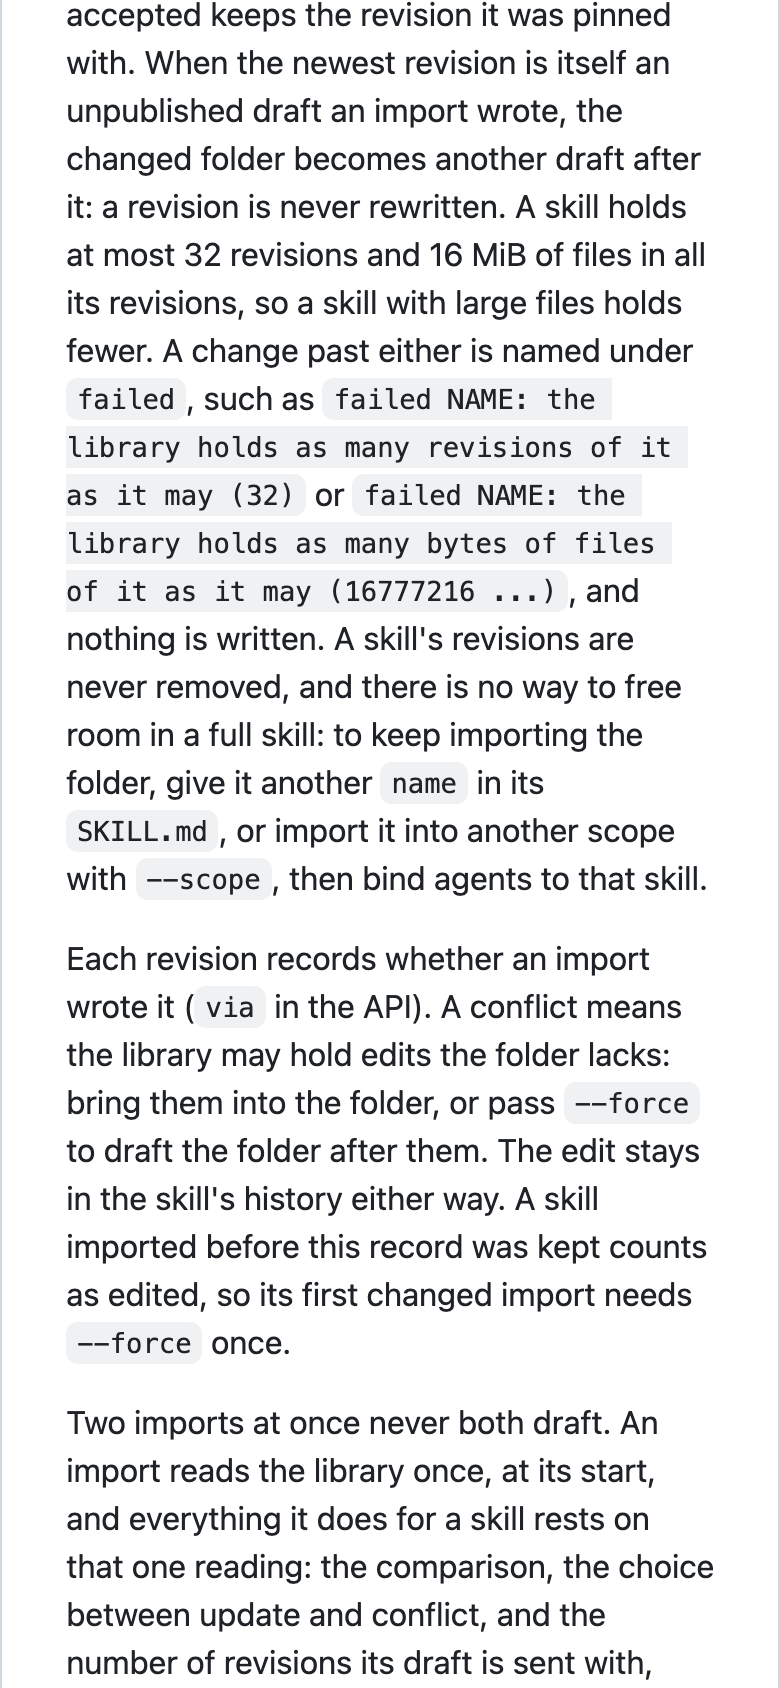 accepted keeps the revision it was pinned
with. When the newest revision is itself an
unpublished draft an import wrote, the
changed folder becomes another draft after
it: a revision is never rewritten. A skill holds
at most 32 revisions and 16 MiB of files in all
its revisions, so a skill with large files holds
fewer. A change past either is named under
failed, such as failed NAME: the
library holds as many revisions of it
as it may (32) or failed NAME: the
library holds as many bytes of files
of it as it may (16777216 ...), and
nothing is written. A skill's revisions are
never removed, and there is no way to free
room in a full skill: to keep importing the
folder, give it another name in its
SKILL.md, or import it into another scope
with --scope, then bind agents to that skill.
Each revision records whether an import
wrote it (via in the API). A conflict means
the library may hold edits the folder lacks:
bring them into the folder, or pass --force
to draft the folder after them. The edit stays
in the skill's history either way. A skill
imported before this record was kept counts
as edited, so its first changed import needs
--force once.
Two imports at once never both draft. An
import reads the library once, at its start,
and everything it does for a skill rests on
that one reading: the comparison, the choice
between update and conflict, and the
number of revisions its draft is sent with,